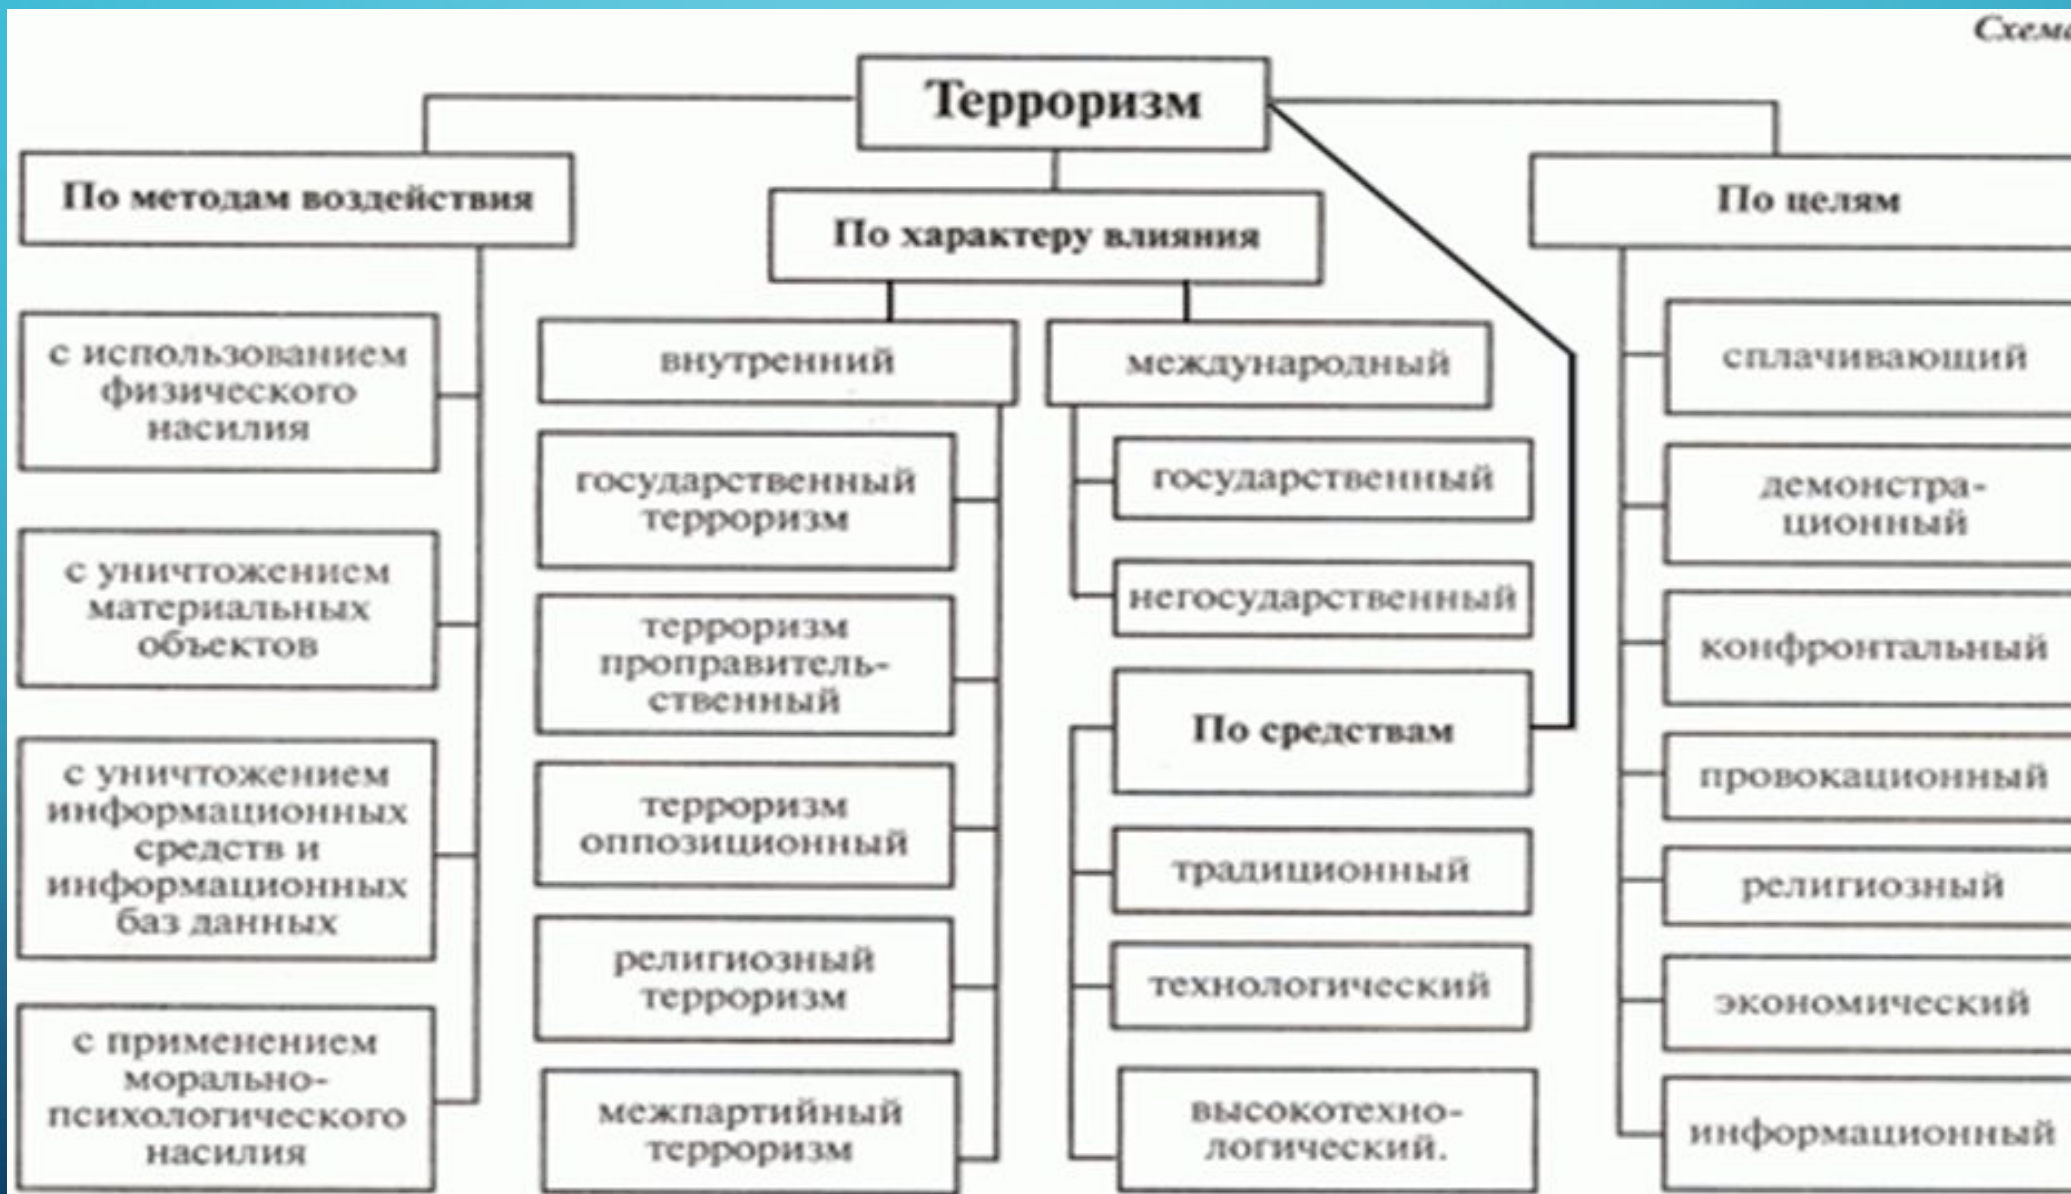 Терроризм
По методам воздействия
с использованием
физического
насилия
с уничтожением
материальных
объектов
с уничтожением
информационных
средств и
информационных
баз данных
с применением
морально-
психологического
насилия
По характеру влияния
внутренний
государственный
терроризм
терроризм
проправитель-
ственный
терроризм
оппозиционный
религиозный
терроризм
межпартийный
терроризм
международный
государственный
негосударственный
По средствам
традиционный
технологический
высокотехно-
логический.
По целям
сплачивающий
демонстра-
ционный
конфронтальный
провокационный
религиозный
экономический
информационный